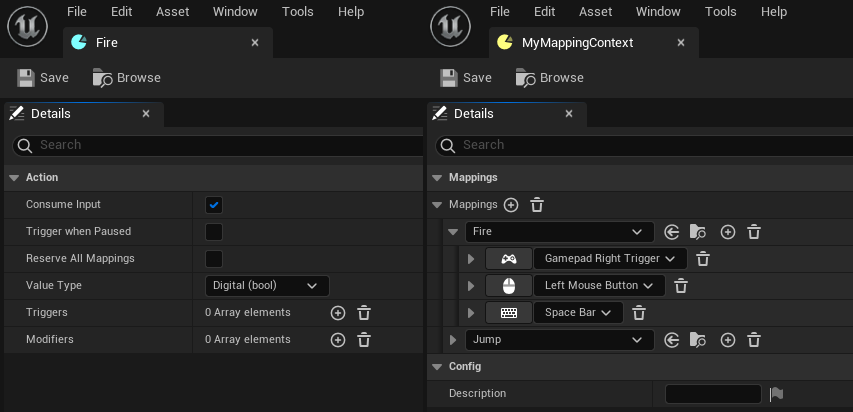 File Edit Asset Window Tools Help
Fire
Save Browse
Details
Search
Action
Consume Input
Trigger when Paused
Reserve All Mappings
Value Type Digital (bool)
Triggers 0 Array elements
Modifiers 0 Array elements
File Edit Asset Window Tools Help
MyMappingContext
Save Browse
Details
Search
Mappings
Mappings
Fire
Gamepad Right Trigger
Left Mouse Button
Space Bar
Jump
Config
Description